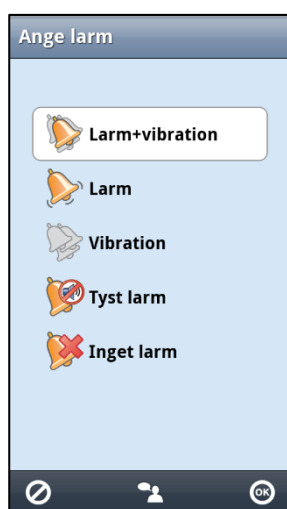 Ange larm
Larm+vibration
Larm
Vibration
Tyst larm
Inget larm
OK